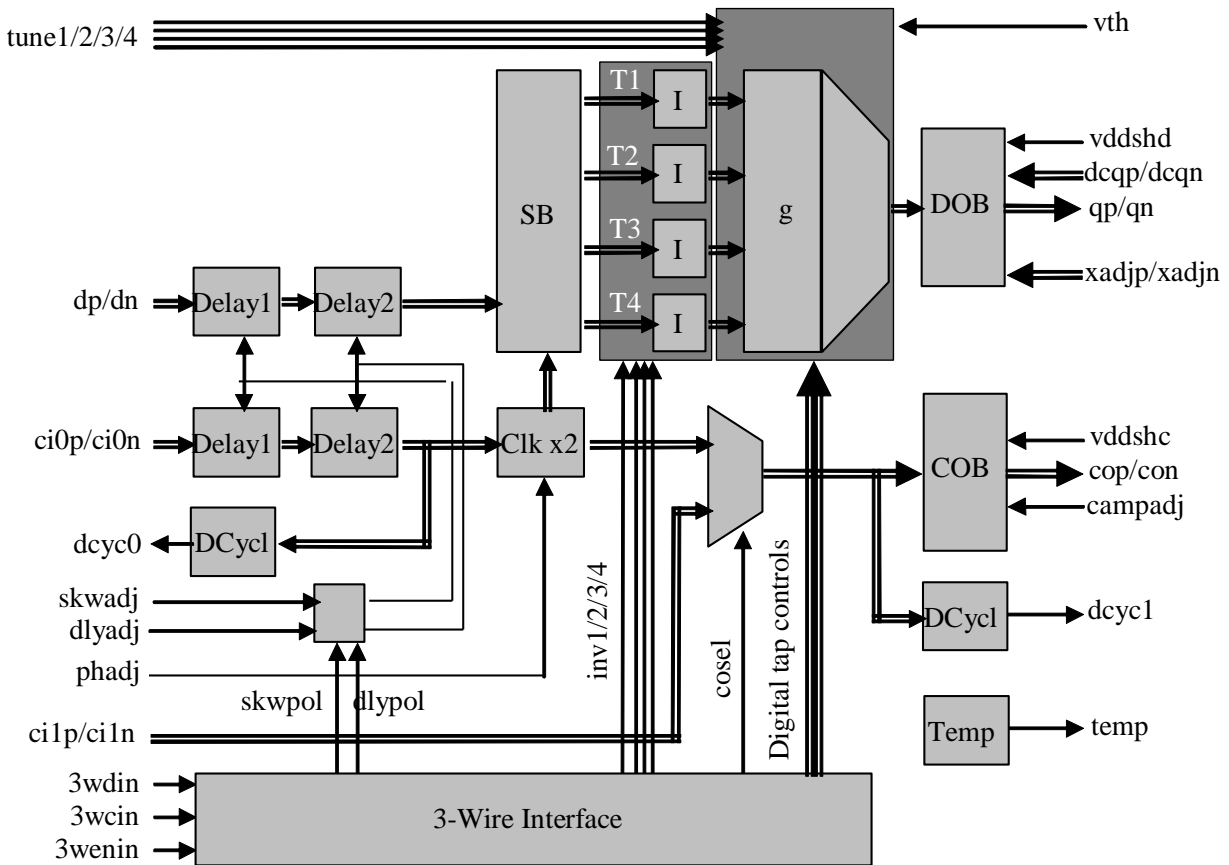 tune1/2/3/4
vth
T1
I
vddshd
T2
I
dcqp/dcqn
SB
g
DOB
qp/qn
T3
I
xadjp/xadjn
dp/dn
Delay1
Delay2
T4
I
ci0p/ci0n
Delay1
Delay2
Clk x2
vddshc
COB
cop/con
campadj
dcyc0
DCycl
skwadj
dlyadj
phadj
skwpol
dlypol
inv1/2/3/4
cosel
Digital tap controls
DCycl
dcyc1
ci1p/ci1n
Temp
temp
3wdin
3wcin
3-Wire Interface
3wenin